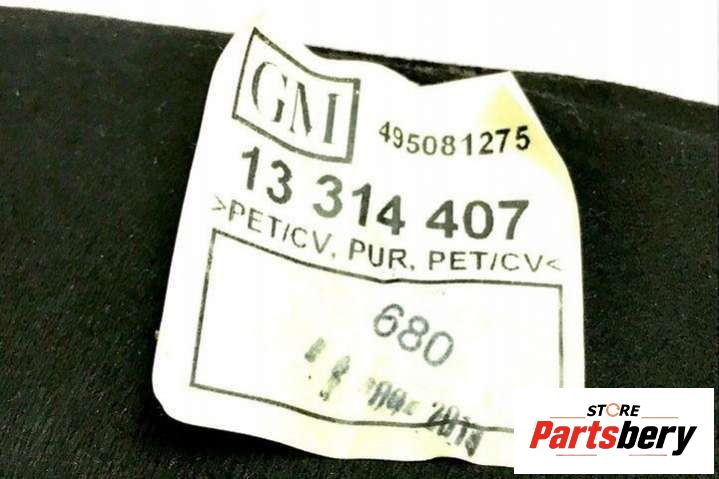 GM
495081275
13 314 407
>PET/CV, PUR, PET/CV<
680
STORE
Partsbery